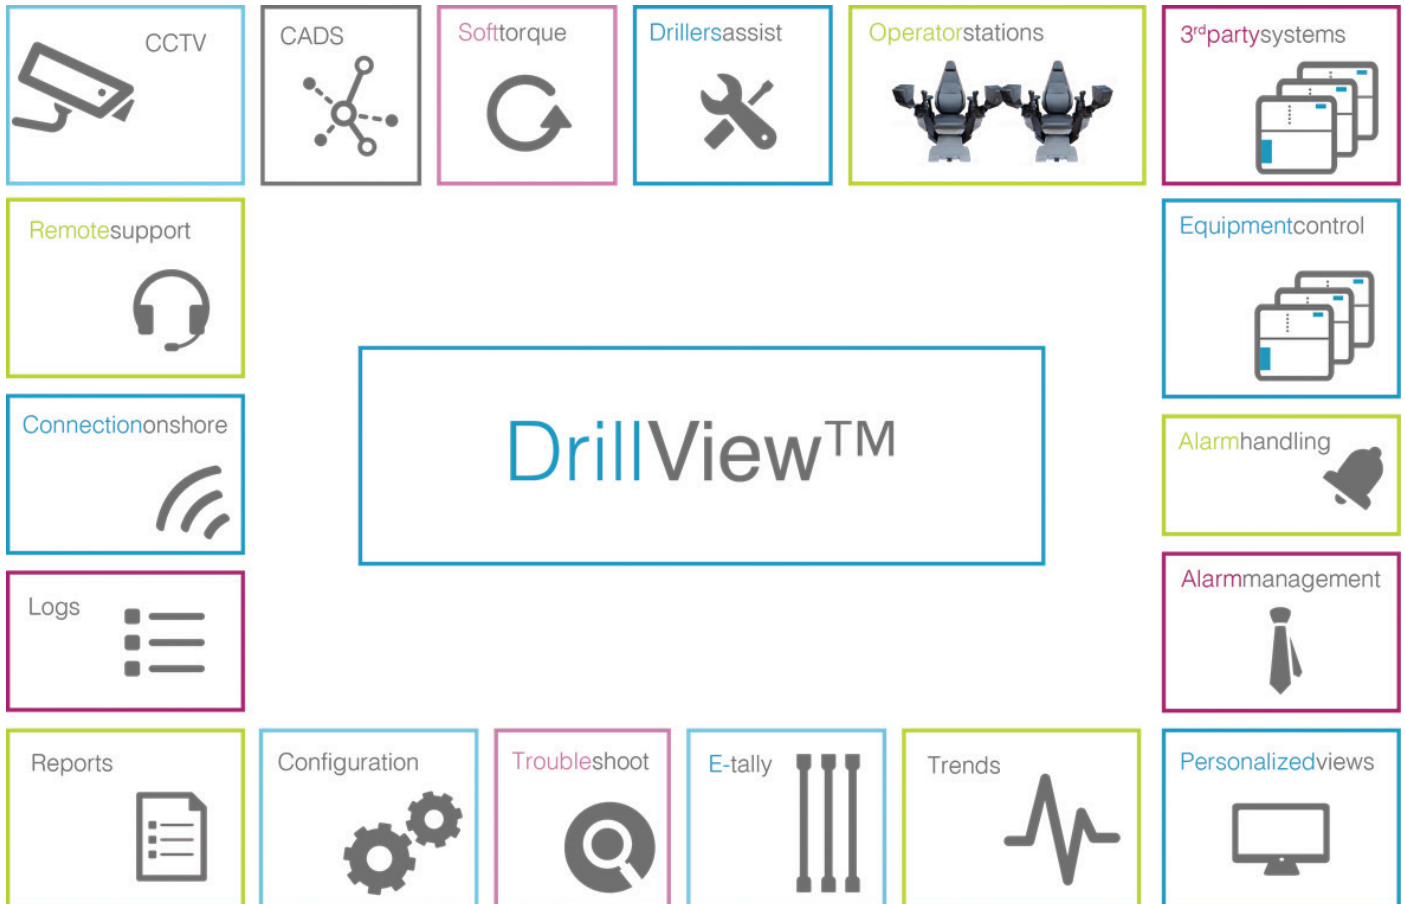 CCTV
CADS
Softtorque
Drillersassist
Operatorstations
3rdpartysystems
Remotesupport
Equipmentcontrol
Connectiononshore
DrillView™
Alarmhandling
Logs
Alarmmanagement
Reports
Configuration
Troubleshoot
E-tally
Trends
Personalizedviews